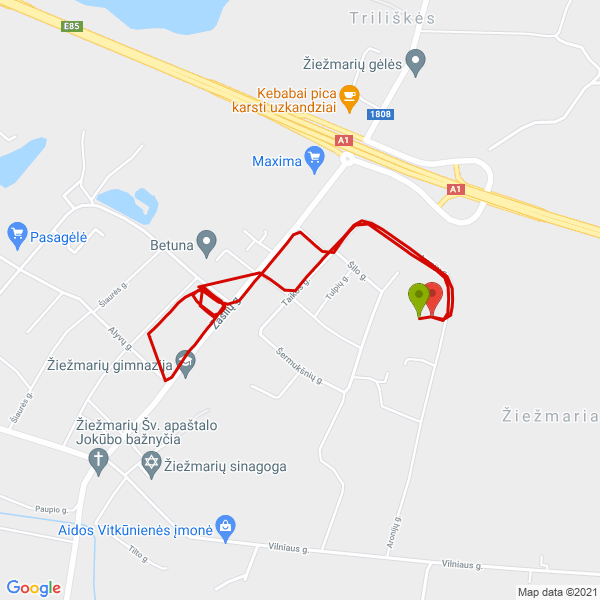 Triliškės
E85
Žiežmarių gėlės
Kebabai pica
karsti uzkandziai
1808
A1
Maxima
A1
Pasagėlė
Betuna
Šilo g.
Šiaurės g.
Taikos g.
Tulpių g.
Žaslių g.
Alyvų g.
Žiežmarių gimnazija
Šermukšnių g.
Šiaurės g.
Žiežmaria
Žiežmarių Šv. apaštalo
Jokūbo bažnyčia
Žiežmarių sinagoga
Paupio g.
Aidos Vitkūnienės įmonė
Aronijų g.
Tilto g.
Vilniaus g.
Vilniaus g.
Google
Map data ©2021